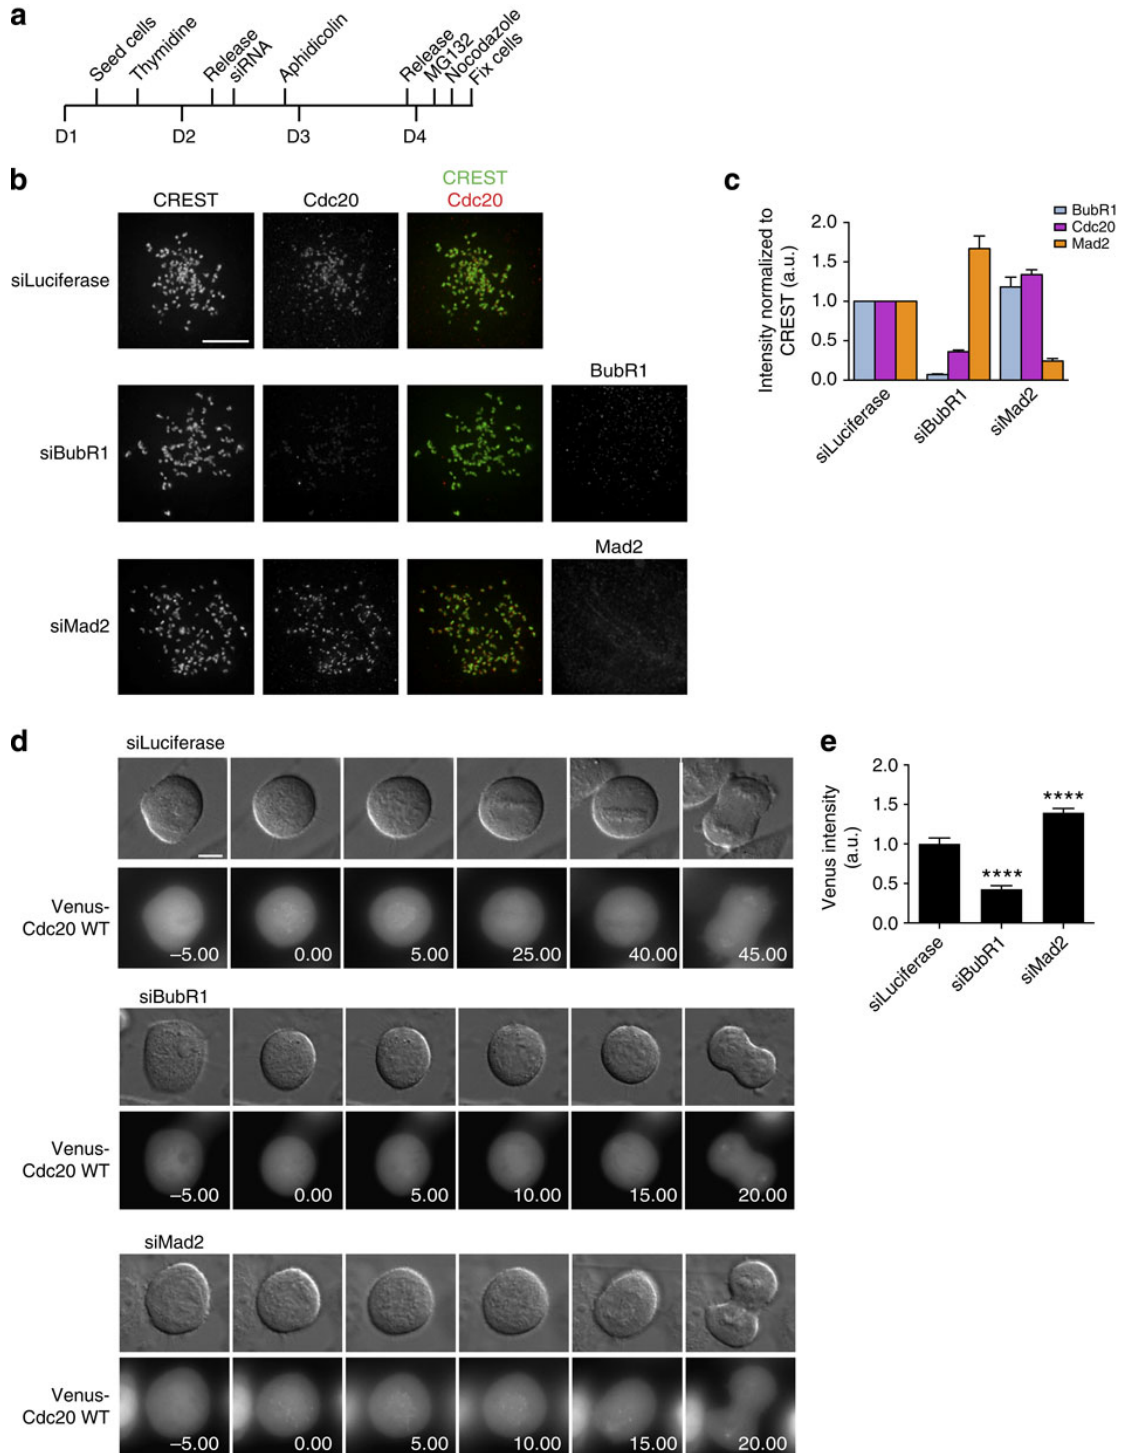 a
Seed cells
Thymidine
Release
siRNA
Aphidicolin
Release
MG132
Nocodazole
Fix cells
D1 D2 D3 D4
b
CREST Cdc20 CREST
Cdc20
siLuciferase
BubR1
siBubR1
Mad2
siMad2
c
Intensity normalized to
CREST (a.u.)
2.0
1.5
1.0
0.5
0.0
BubR1
Cdc20
Mad2
siLuciferase
siBubR1
siMad2
d
siLuciferase
Venus-
Cdc20 WT
–5.00 0.00 5.00 25.00 40.00 45.00
siBubR1
Venus-
Cdc20 WT
–5.00 0.00 5.00 10.00 15.00 20.00
siMad2
Venus-
Cdc20 WT
–5.00 0.00 5.00 10.00 15.00 20.00
e
Venus intensity
(a.u.)
2.0
1.5
1.0
0.5
0.0
****
****
siLuciferase
siBubR1
siMad2